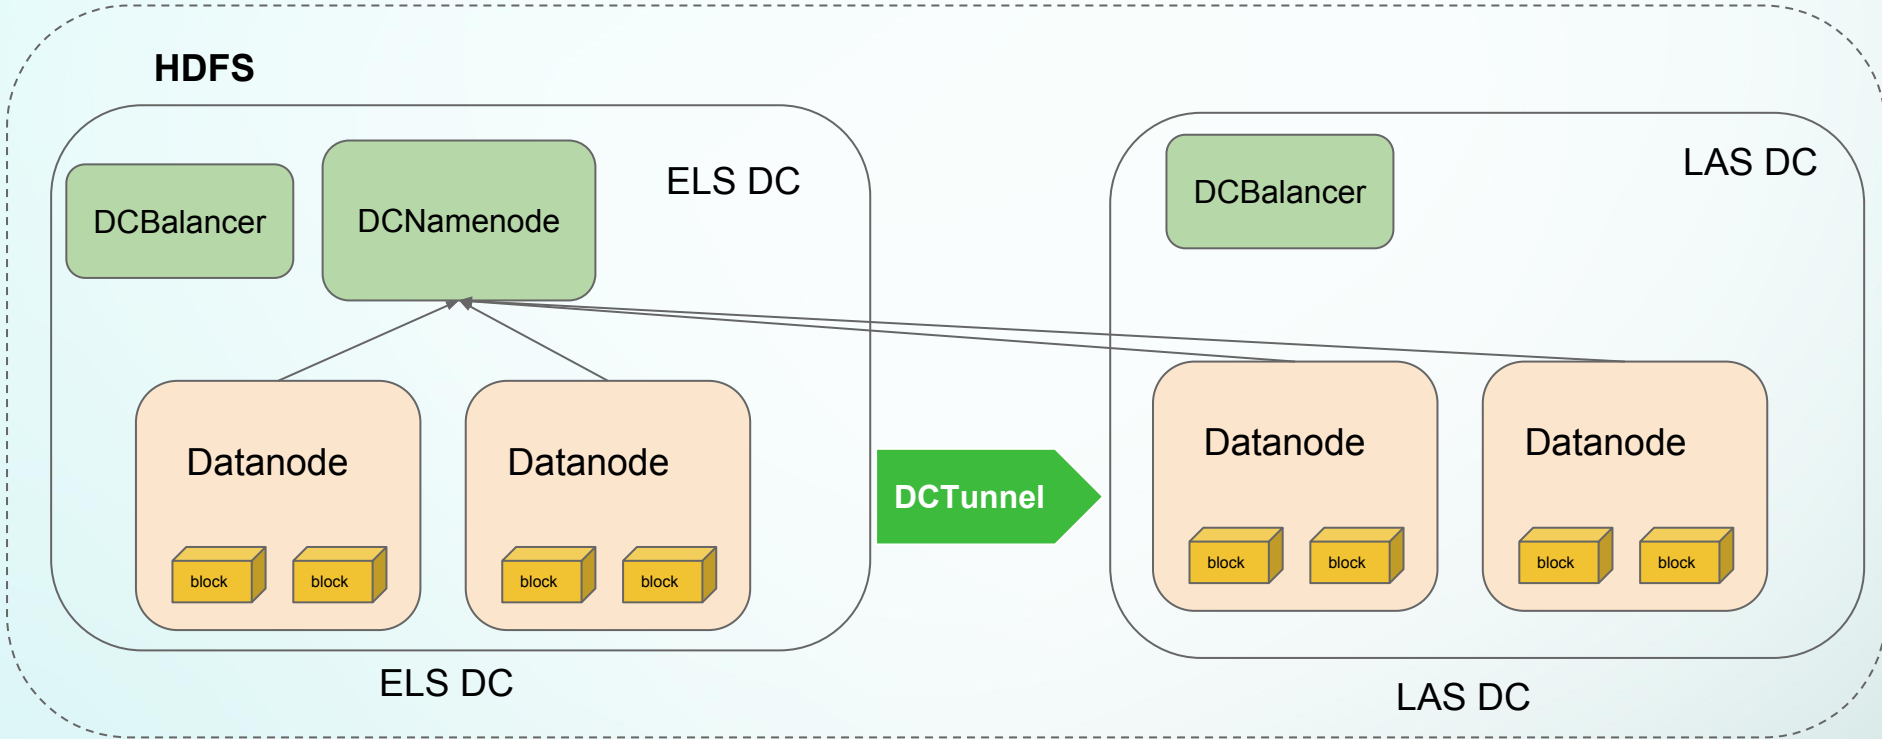 HDFS
DCBalancer
DCNamenode
ELS DC
Datanode
Datanode
block
block
block
block
ELS DC
DCTunnel
DCBalancer
LAS DC
Datanode
Datanode
block
block
block
block
LAS DC